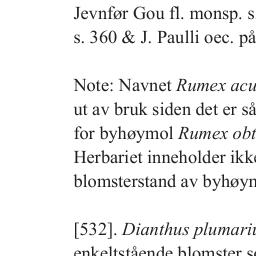 Jevnfør Gou fl. monsp. s
s. 360 & J. Paulli oec. på
Note: Navnet Rumex acu
ut av bruk siden det er så
for byhøymol Rumex obt
Herbariet inneholder ikke
blomsterstand av byhøym
[532]. Dianthus plumariu
enkeltstående blomster se